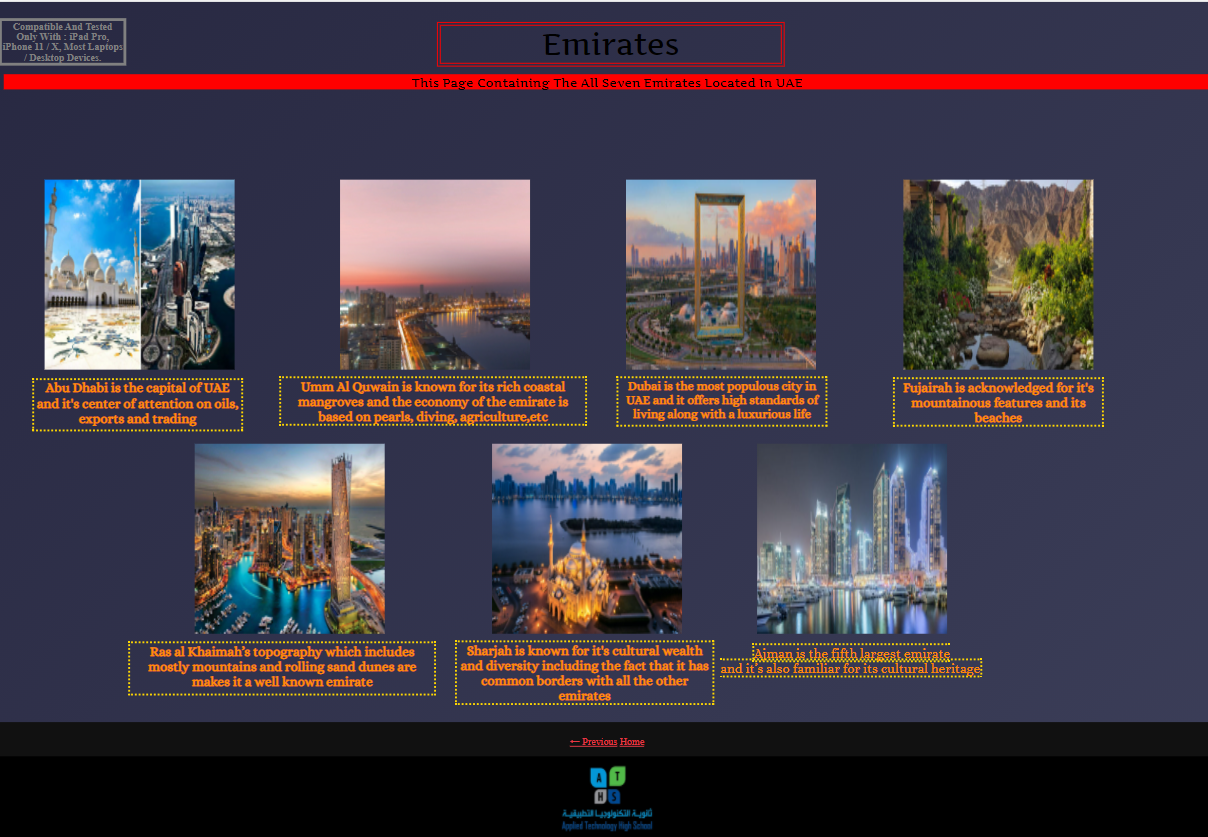 Compatible And Tested
Only With : iPad Pro,
iPhone 11 / X, Most Laptops
/ Desktop Devices.
Emirates
This Page Containing The All Seven Emirates Located In UAE
Abu Dhabi is the capital of UAE
and it's center of attention on oils,
exports and trading
Umm Al Quwain is known for its rich coastal
mangroves and the economy of the emirate is
based on pearls, diving, agriculture,etc
Dubai is the most populous city in
UAE and it offers high standards of
living along with a luxurious life
Fujairah is acknowledged for it's
mountainous features and its
beaches
Ras al Khaimah's topography which includes
mostly mountains and rolling sand dunes are
makes it a well known emirate
Sharjah is known for it's cultural wealth
and diversity including the fact that it has
common borders with all the other
emirates
Ajman is the fifth largest emirate
and it's also familiar for its cultural heritage
← Previous Home
A T
H S
ثانوية التكنولوجيا التطبيقية
Applied Technology High School